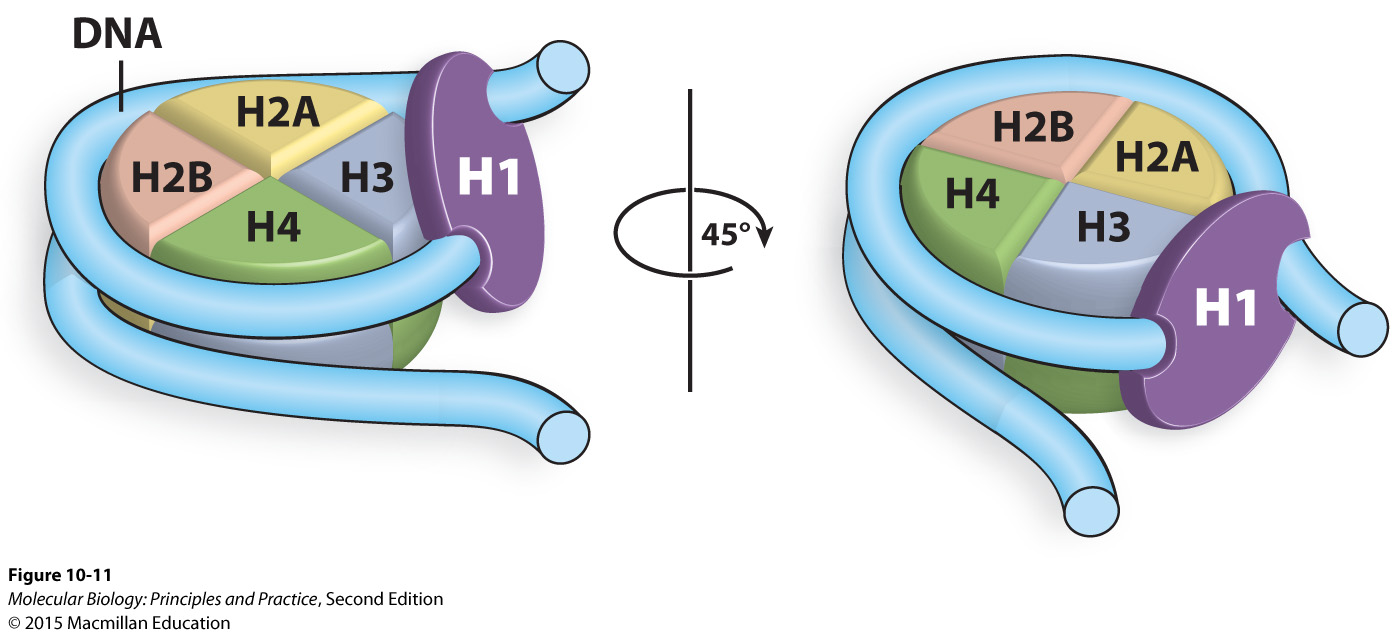 DNA
H2A
H2B
H3
H4
H1
45°
H2B
H2A
H4
H3
H1
Figure 10-11
Molecular Biology: Principles and Practice, Second Edition
© 2015 Macmillan Education